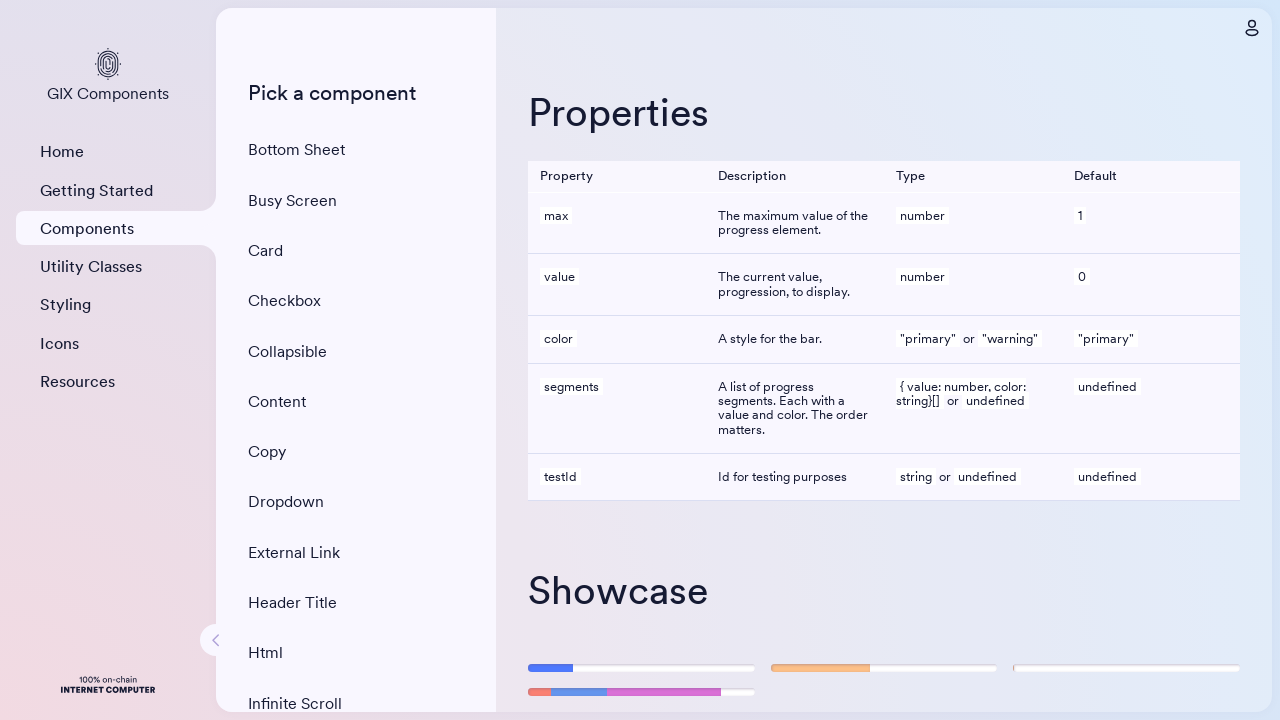 GIX Components
Home
Getting Started
Components
Utility Classes
Styling
Icons
Resources
100% on-chain
INTERNET COMPUTER
Pick a component
Bottom Sheet
Busy Screen
Card
Checkbox
Collapsible
Content
Copy
Dropdown
External Link
Header Title
Html
Infinite Scroll
Properties
Property Description Type Default
max The maximum value of the progress element. number 1
value The current value, progression, to display. number 0
color A style for the bar. "primary" or "warning" "primary"
segments A list of progress segments. Each with a value and color. The order matters. { value: number, color: string}[] or undefined undefined
testId Id for testing purposes string or undefined undefined
Showcase